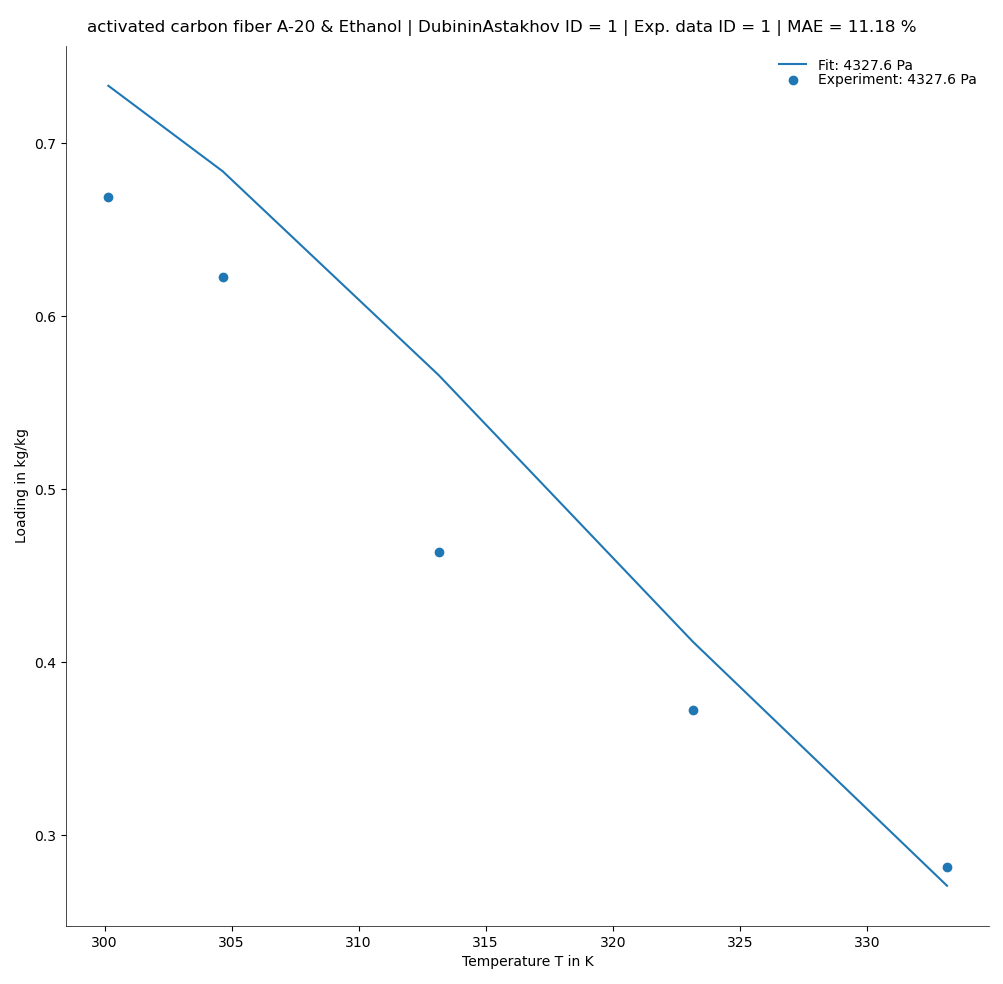 activated carbon fiber A-20 & Ethanol | DubininAstakhov ID = 1 | Exp. data ID = 1 | MAE = 11.18 %
Fit: 4327.6 Pa
Experiment: 4327.6 Pa
0.7
0.6
0.5
0.4
0.3
Loading in kg/kg
300
305
310
315
320
325
330
Temperature T in K